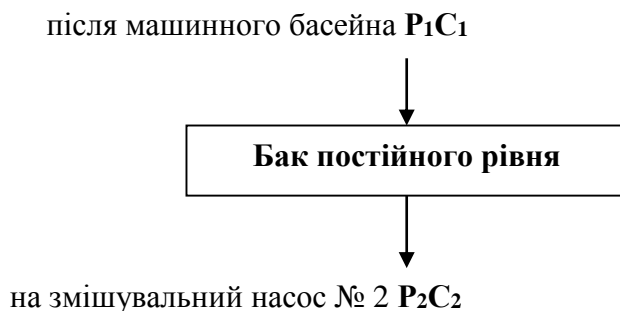 після машинного басейна P₁C₁
Бак постійного рівня
на змішувальний насос № 2 P₂C₂